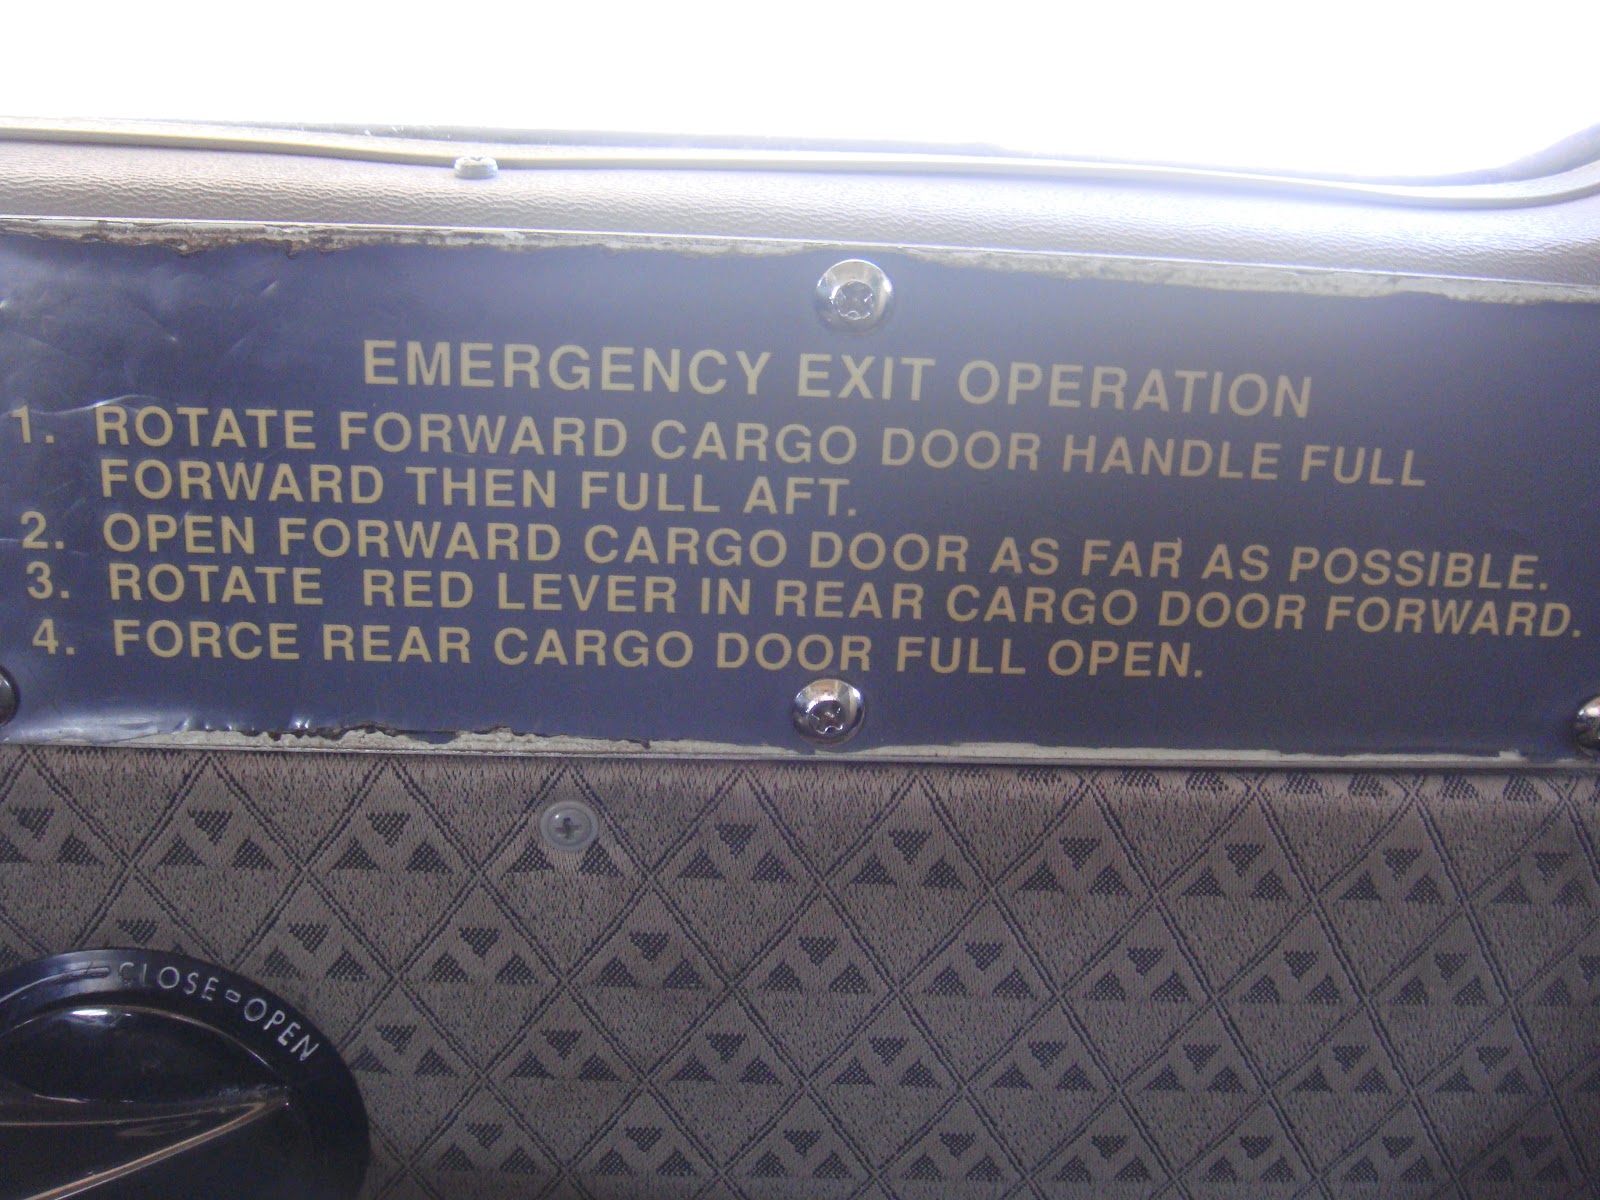 EMERGENCY EXIT OPERATION
1. ROTATE FORWARD CARGO DOOR HANDLE FULL
FORWARD THEN FULL AFT.
2. OPEN FORWARD CARGO DOOR AS FAR AS POSSIBLE.
3. ROTATE RED LEVER IN REAR CARGO DOOR FORWARD.
4. FORCE REAR CARGO DOOR FULL OPEN.
CLOSE OPEN